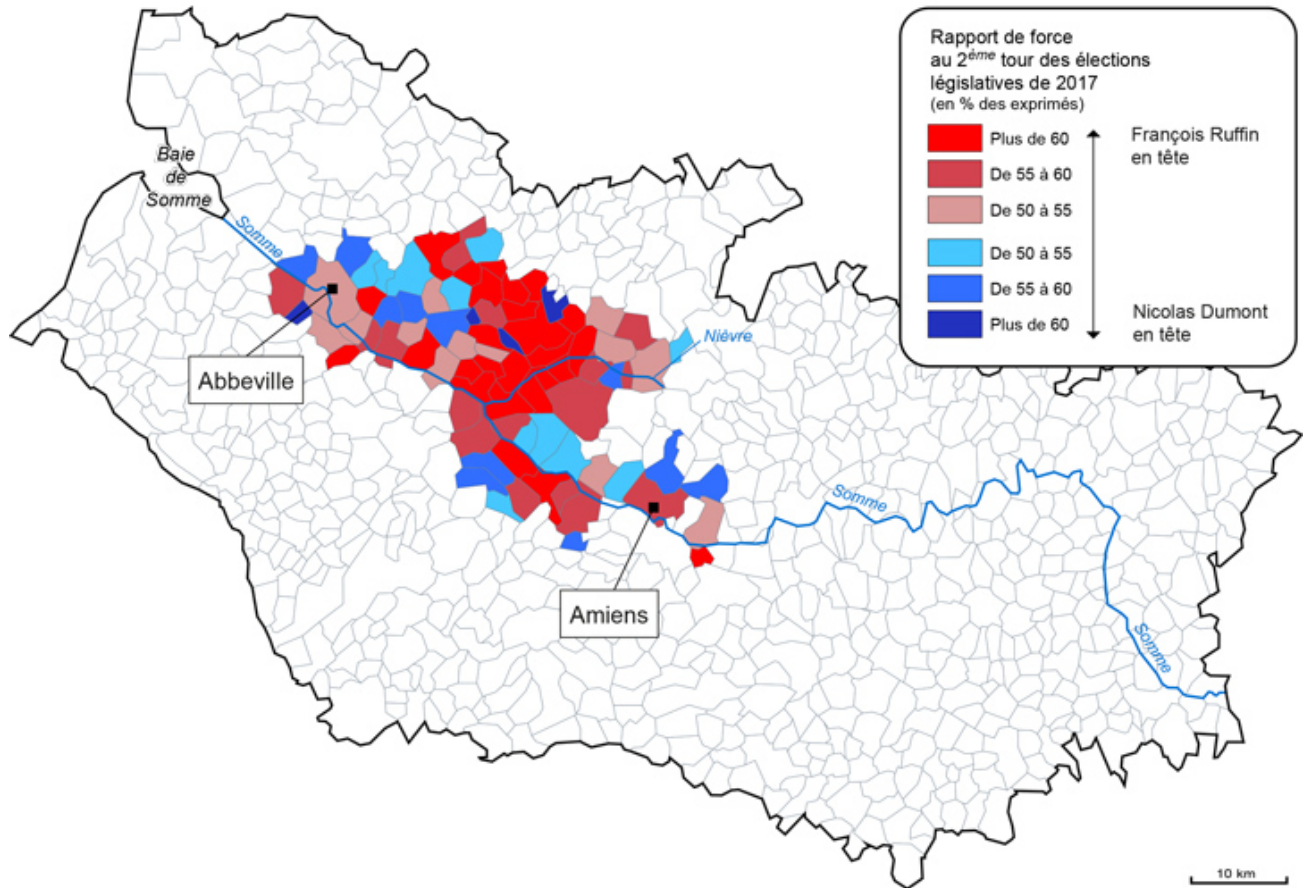 Rapport de force
au 2ème tour des élections
législatives de 2017
(en % des exprimés)
Plus de 60
François Ruffin
en tête
De 55 à 60
De 50 à 55
De 50 à 55
De 55 à 60
Plus de 60
Nicolas Dumont
en tête
Baie
de
Somme
Somme
Nièvre
Abbeville
Somme
Amiens
Somme
10 km